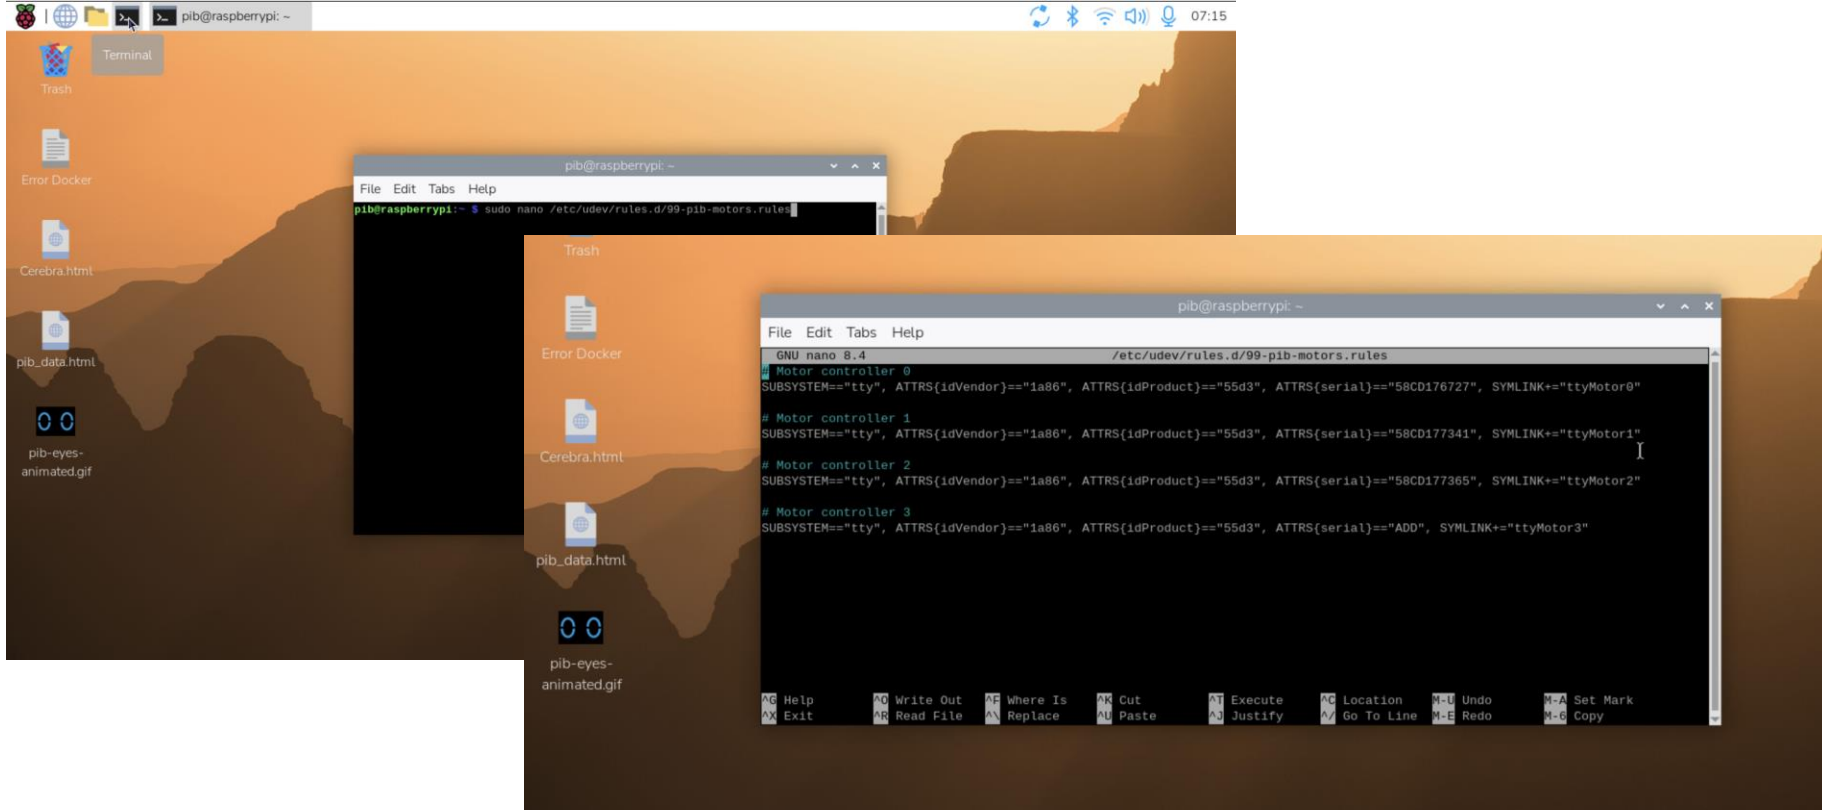 pib@raspberrypi: ~
07:15
Terminal
Trash
Error Docker
Cerebra.html
pib_data.html
pib-eyes-
animated.gif
pib@raspberrypi: ~
File Edit Tabs Help
pib@raspberrypi:~ $ sudo nano /etc/udev/rules.d/99-pib-motors.rules
Trash
Error Docker
Cerebra.html
pib_data.html
pib-eyes-
animated.gif
pib@raspberrypi: ~
File Edit Tabs Help
GNU nano 8.4 /etc/udev/rules.d/99-pib-motors.rules
# Motor controller 0
SUBSYSTEM=="tty", ATTRS{idVendor}=="1a86", ATTRS{idProduct}=="55d3", ATTRS{serial}=="58CD176727", SYMLINK+="ttyMotor0"
# Motor controller 1
SUBSYSTEM=="tty", ATTRS{idVendor}=="1a86", ATTRS{idProduct}=="55d3", ATTRS{serial}=="58CD177341", SYMLINK+="ttyMotor1"
# Motor controller 2
SUBSYSTEM=="tty", ATTRS{idVendor}=="1a86", ATTRS{idProduct}=="55d3", ATTRS{serial}=="58CD177365", SYMLINK+="ttyMotor2"
# Motor controller 3
SUBSYSTEM=="tty", ATTRS{idVendor}=="1a86", ATTRS{idProduct}=="55d3", ATTRS{serial}=="ADD", SYMLINK+="ttyMotor3"
^G Help ^O Write Out ^F Where Is ^K Cut ^T Execute ^C Location M-U Undo M-A Set Mark
^X Exit ^R Read File ^\ Replace ^U Paste ^J Justify ^/ Go To Line M-E Redo M-6 Copy